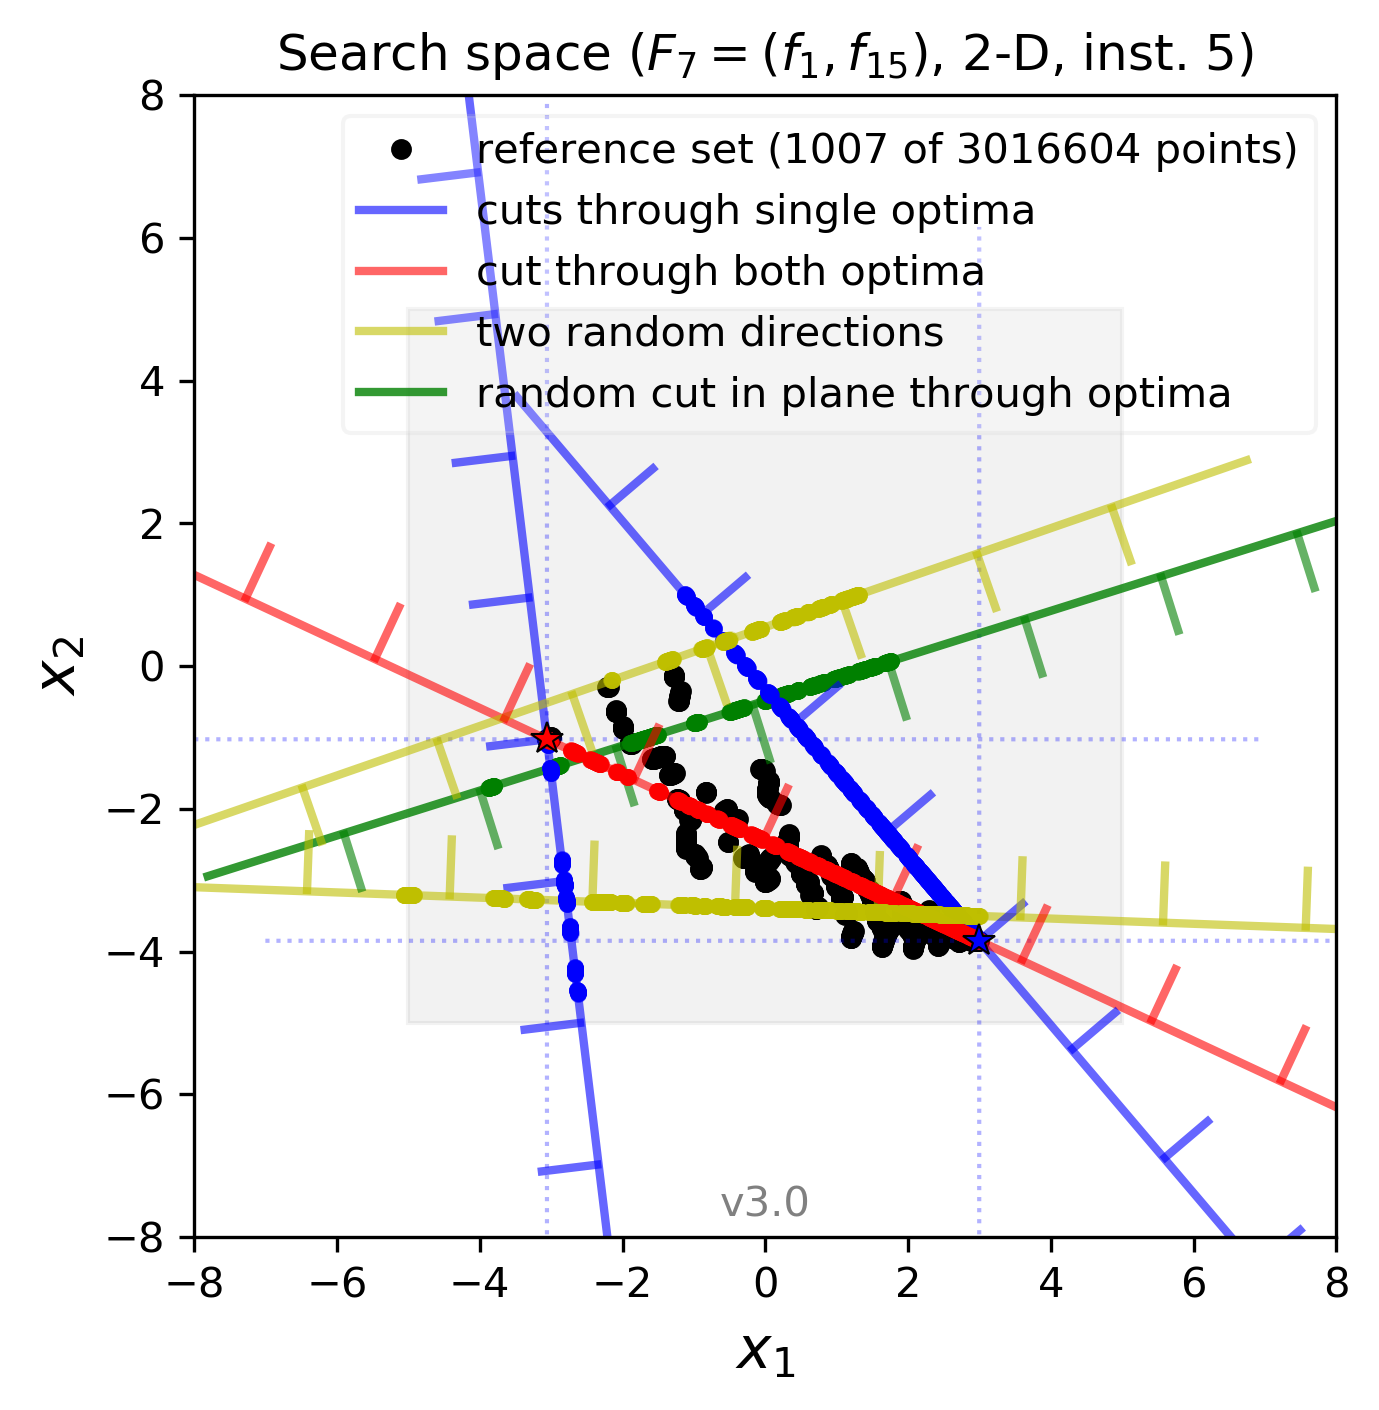 Search space (F₇ = (f₁, f₁₅), 2-D, inst. 5)
reference set (1007 of 3016604 points)
cuts through single optima
cut through both optima
two random directions
random cut in plane through optima
8
6
4
2
0
−2
−4
−6
−8
x₂
v3.0
−8 −6 −4 −2 0 2 4 6 8
x₁